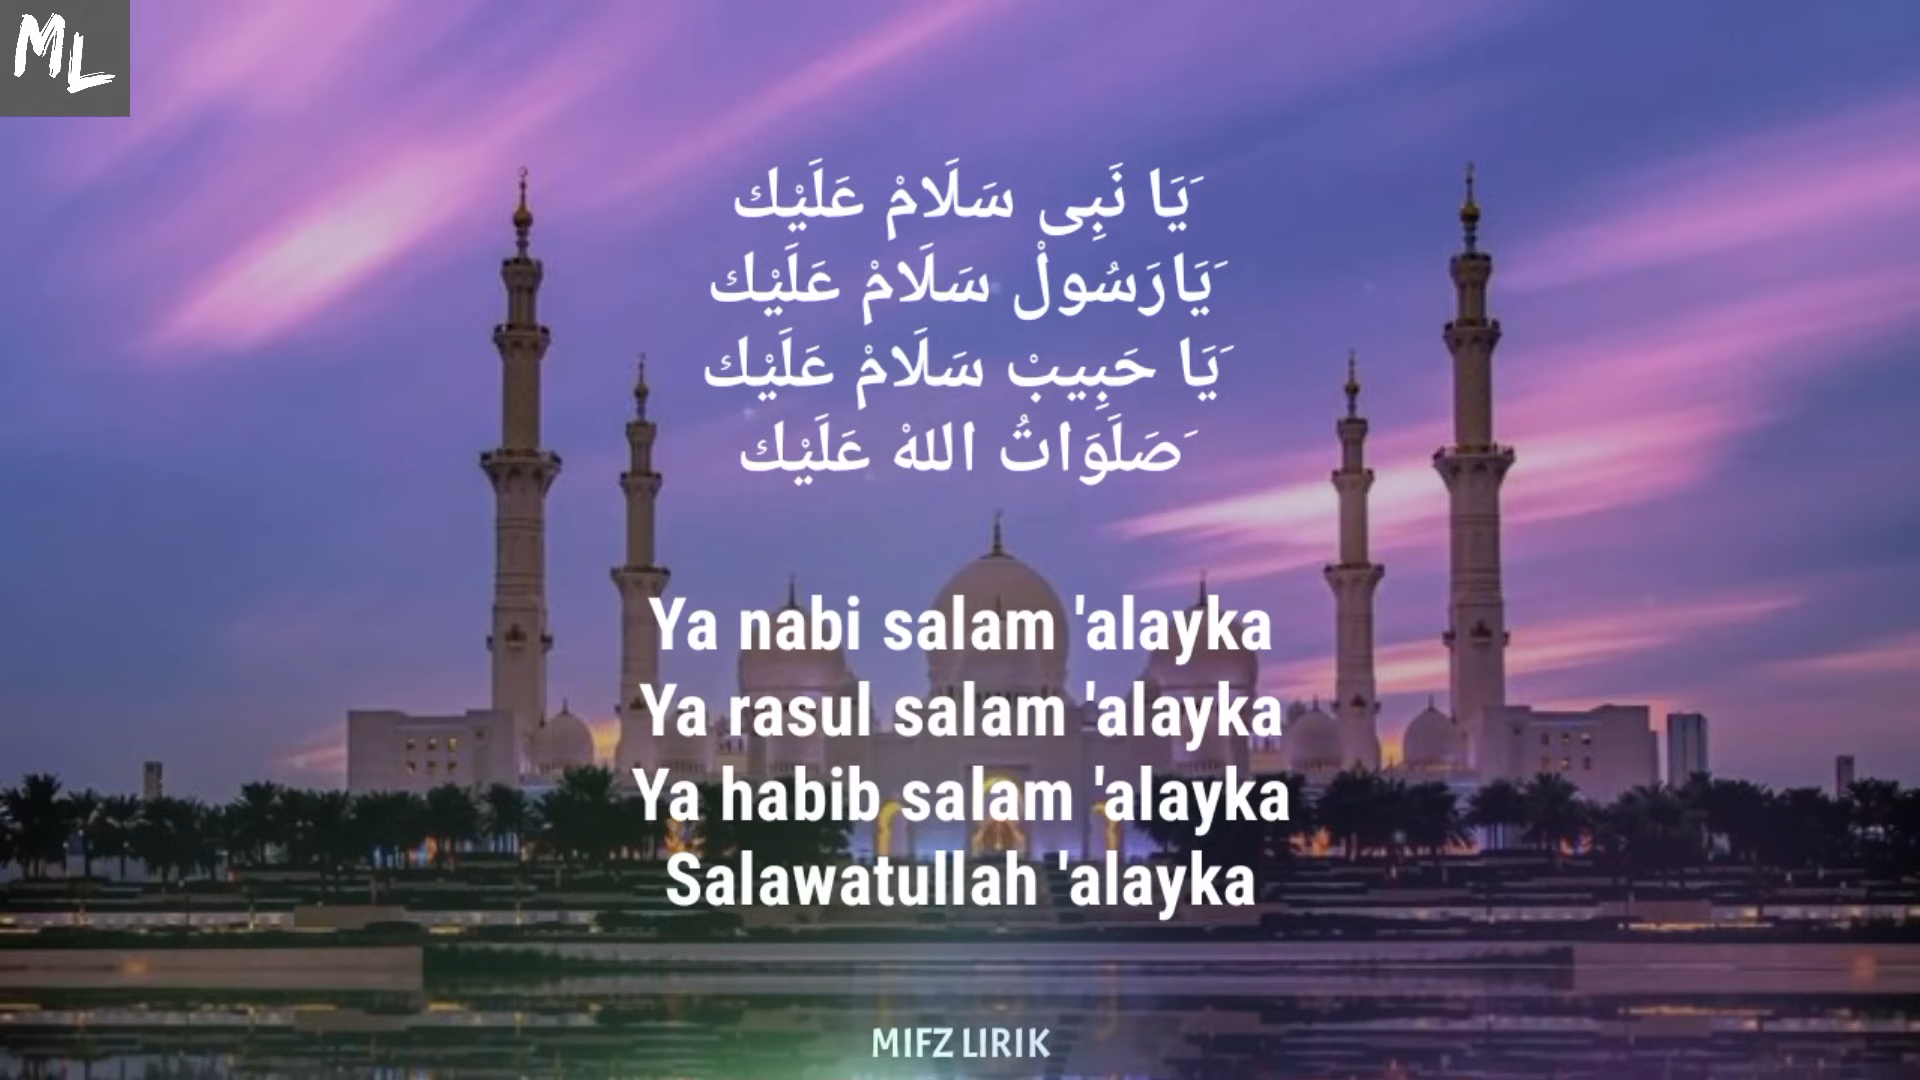 ML
يَا نَبِى سَلَامْ عَلَيْكَ
يَارَسُولْ سَلَامْ عَلَيْكَ
يَا حَبِيبْ سَلَامْ عَلَيْكَ
صَلَوَاتُ اللهْ عَلَيْكَ
Ya nabi salam 'alayka
Ya rasul salam 'alayka
Ya habib salam 'alayka
Salawatullah 'alayka
MIFZ LIRIK